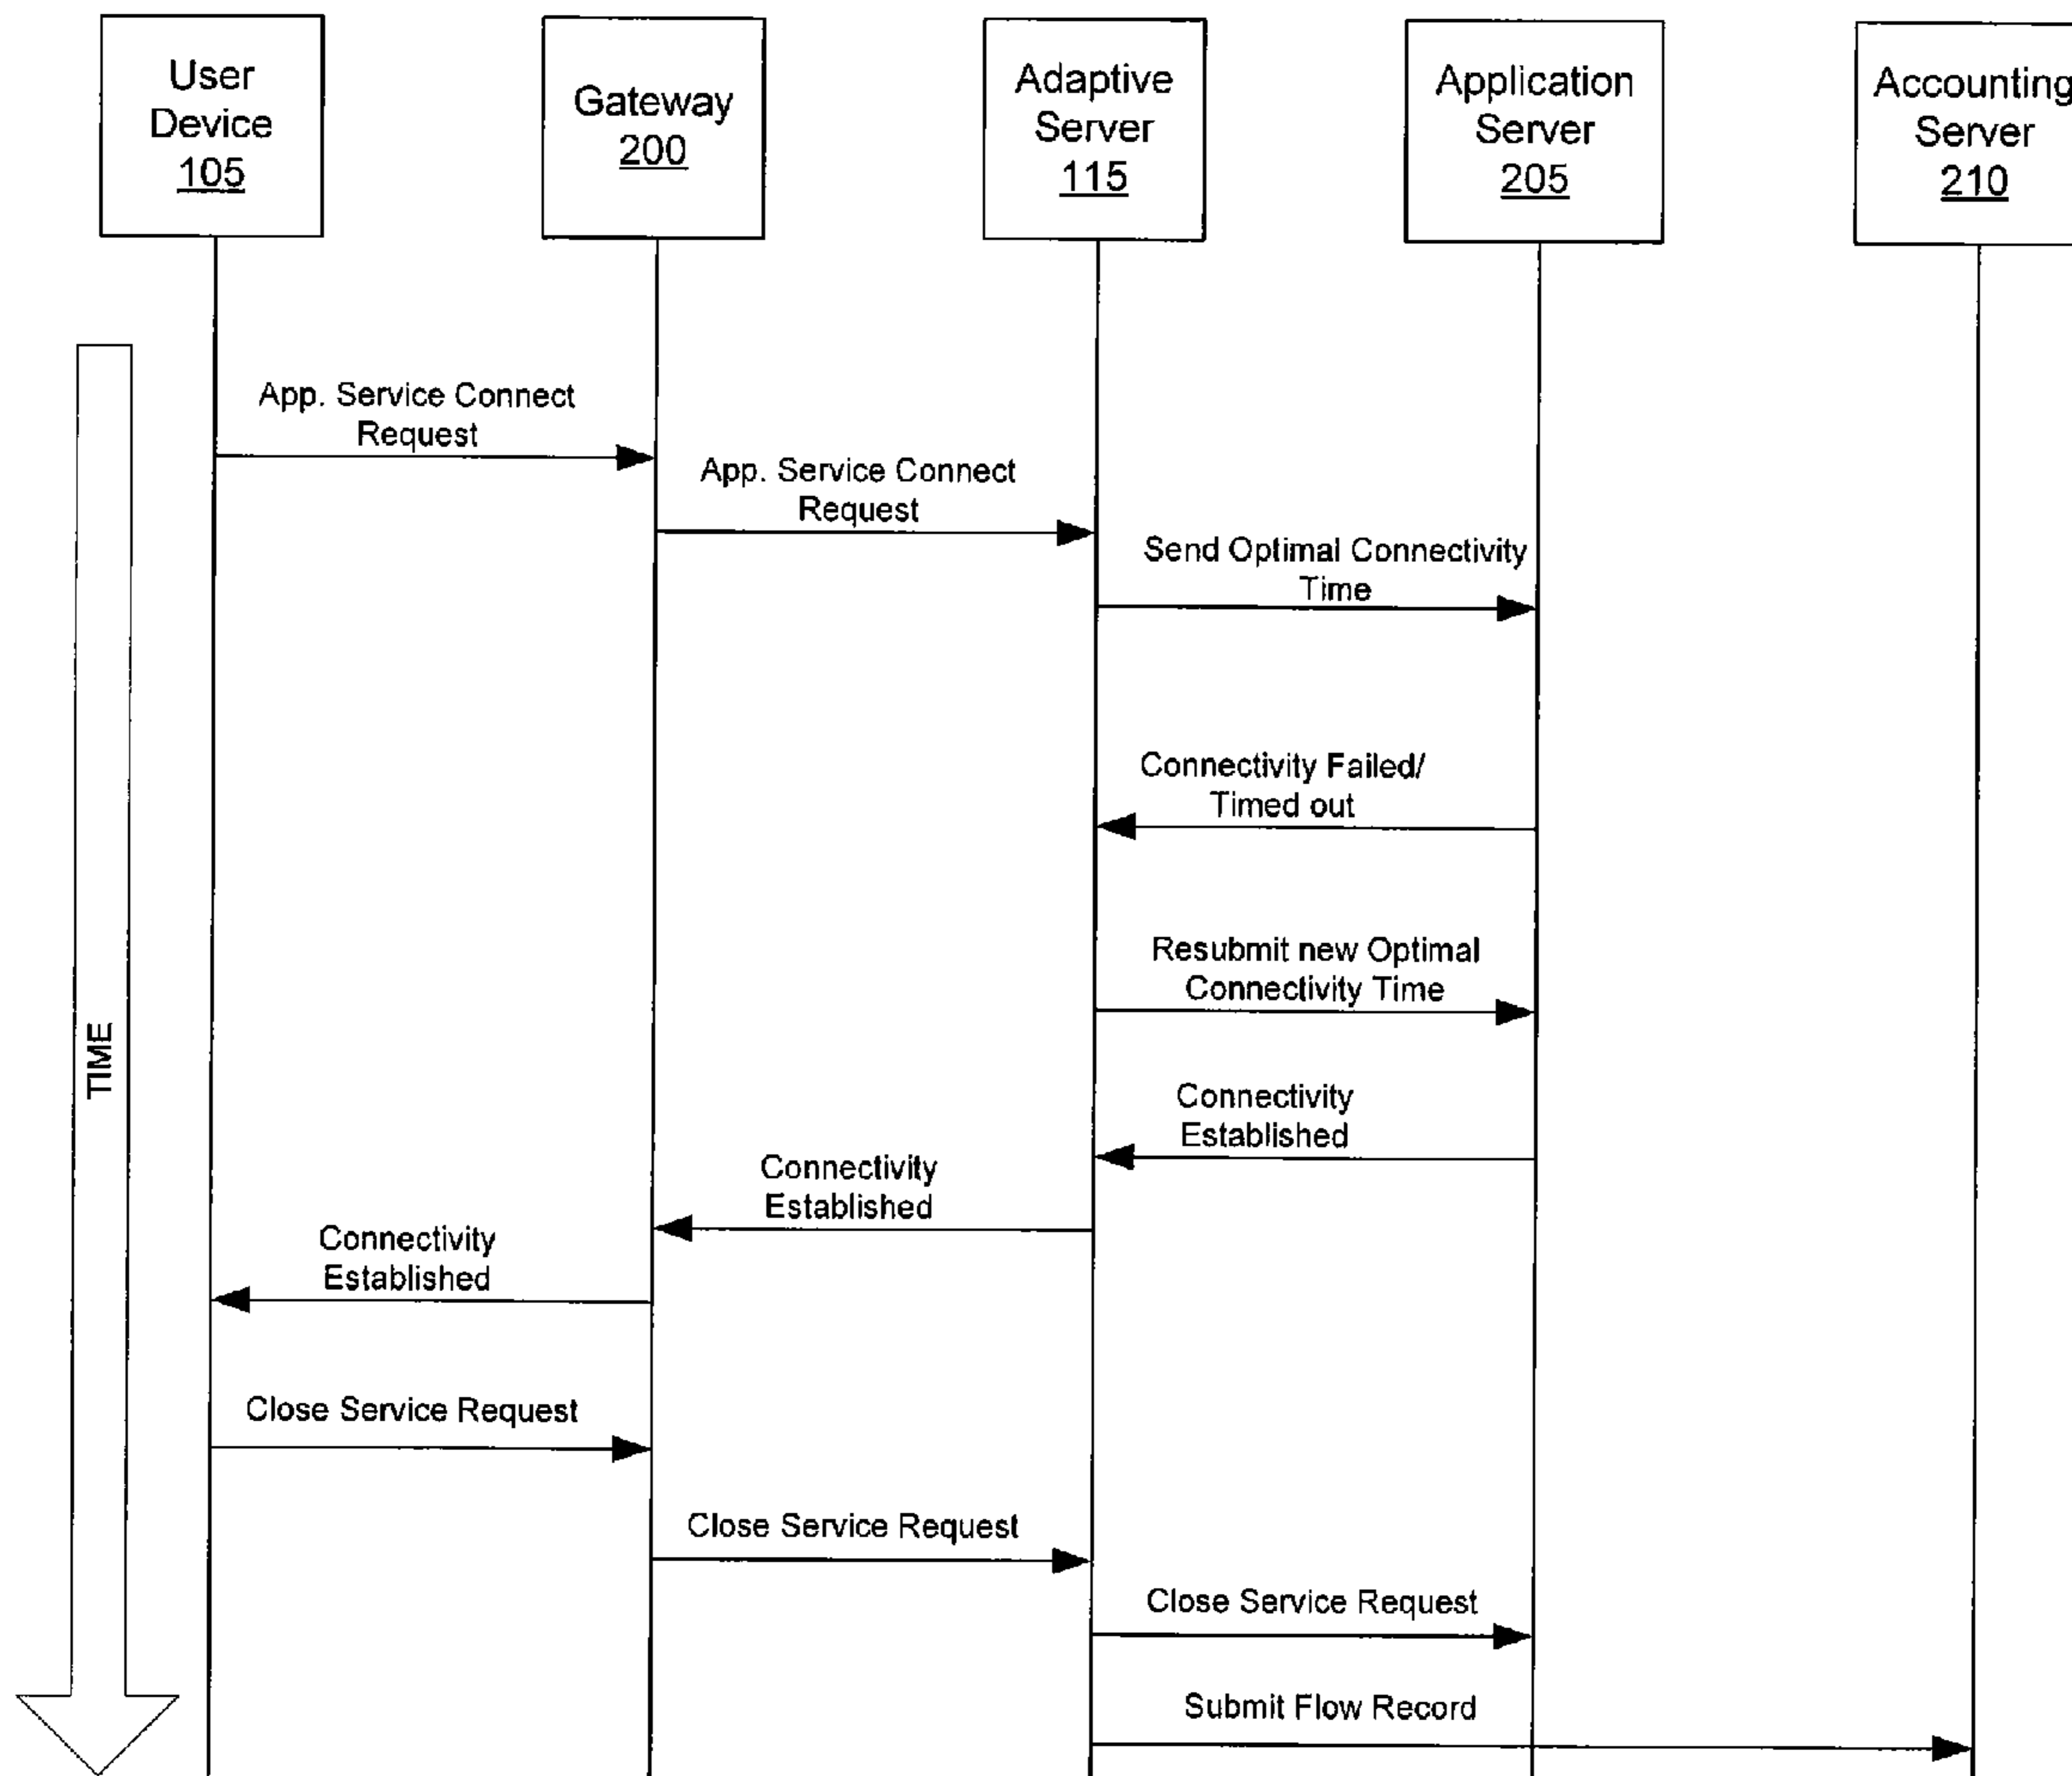 User
Device
105
Gateway
200
Adaptive
Server
115
Application
Server
205
Accounting
Server
210
App. Service Connect
Request
App. Service Connect
Request
Send Optimal Connectivity
Time
Connectivity Failed/
Timed out
Resubmit new Optimal
Connectivity Time
TIME
Connectivity
Established
Connectivity
Established
Connectivity
Established
Close Service Request
Close Service Request
Close Service Request
Submit Flow Record